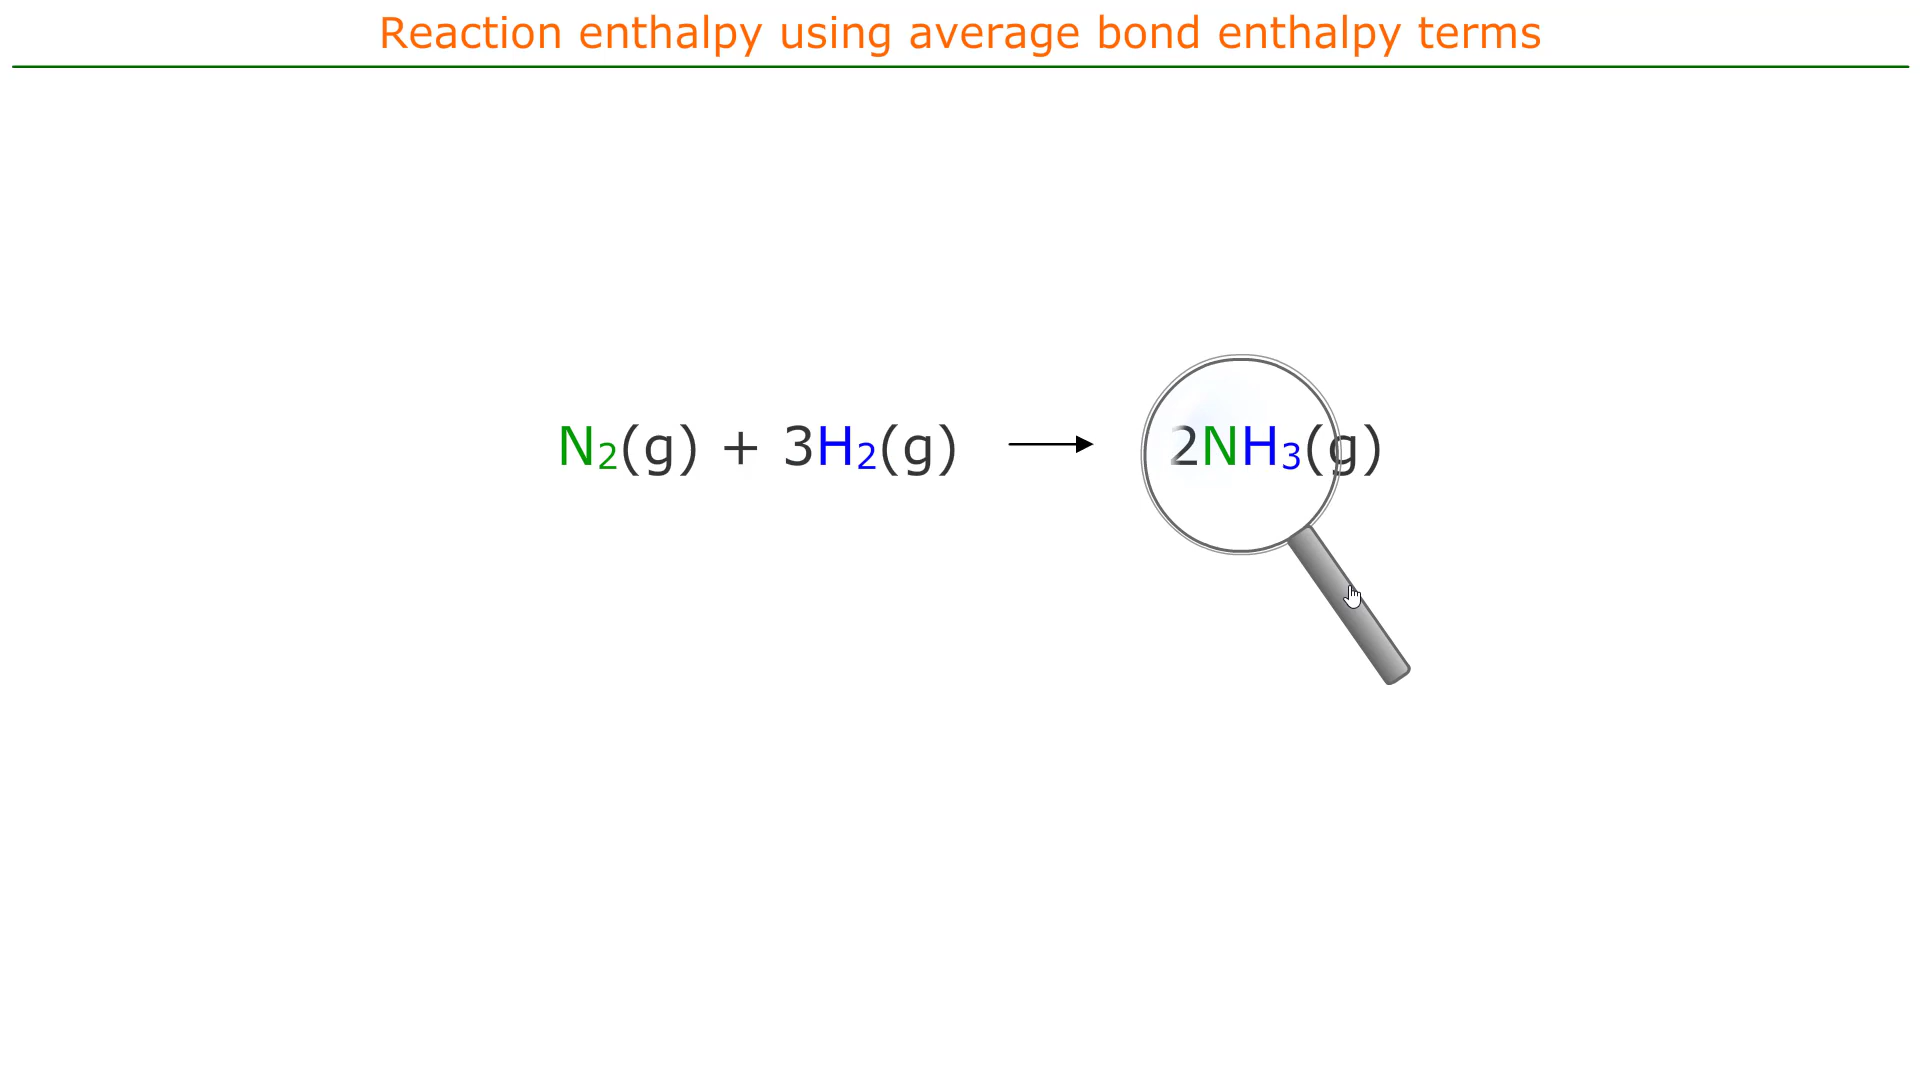 Reaction enthalpy using average bond enthalpy terms
N₂(g) + 3H₂(g) ⟶ 2NH₃(g)